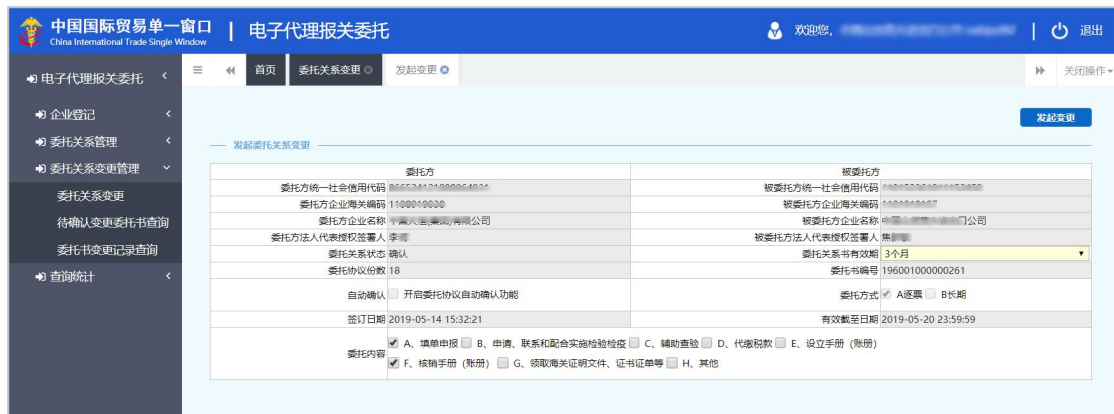 中国国际贸易单一窗口 | 电子代理报关委托
China International Trade Single Window
欢迎您,
退出
电子代理报关委托
首页 委托关系变更 发起变更 关闭操作
企业登记
委托关系管理
委托关系变更管理
委托关系变更
待确认变更委托书查询
委托书变更记录查询
查询统计
发起变更
发起委托关系变更
委托方 被委托方
委托方统一社会信用代码 被委托方统一社会信用代码
委托方企业海关编码 被委托方企业海关编码
委托方企业名称 有限公司 被委托方企业名称 口公司
委托方法人代表授权签署人 李 被委托方法人代表授权签署人 焦
委托关系状态 确认 委托关系书有效期 3个月
委托协议份数 18 委托书编号 196001000000261
自动确认 开启委托协议自动确认功能 委托方式 A逐票 B长期
签订日期 2019-05-14 15:32:21 有效截至日期 2019-05-20 23:59:59
委托内容
A、填单申报 B、申请、联系和配合实施检验检疫 C、辅助查验 D、代缴税款 E、设立手册（账册）
F、核销手册（账册） G、领取海关证明文件、证书证单等 H、其他